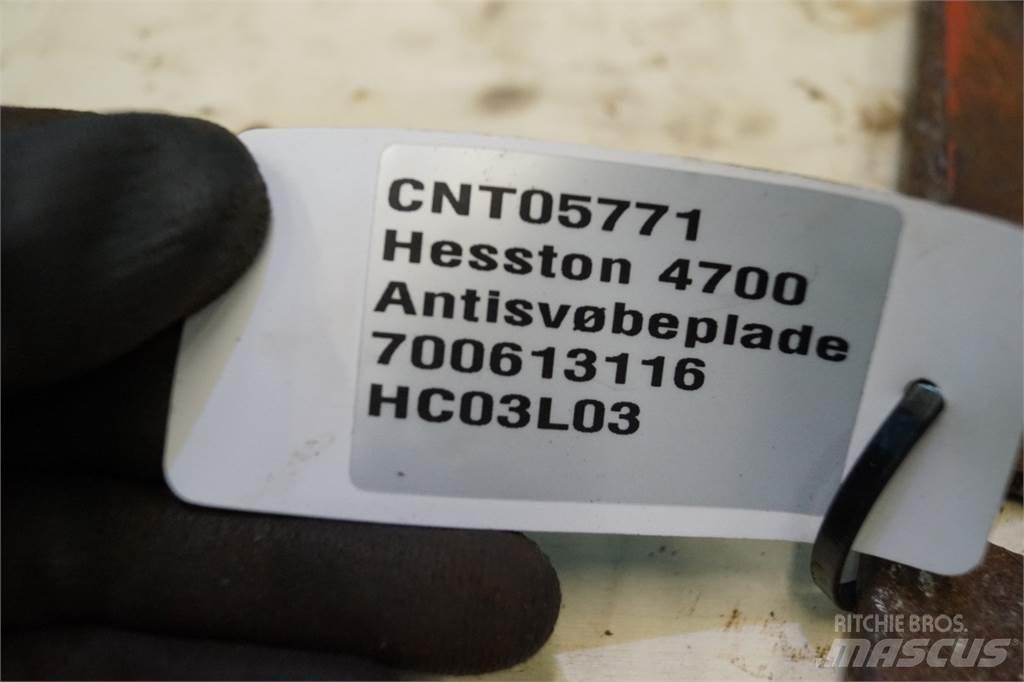 CNT05771
Hesston 4700
Antisvøbeplade
700613116
HC03L03
RITCHIE BROS.
MASCUS